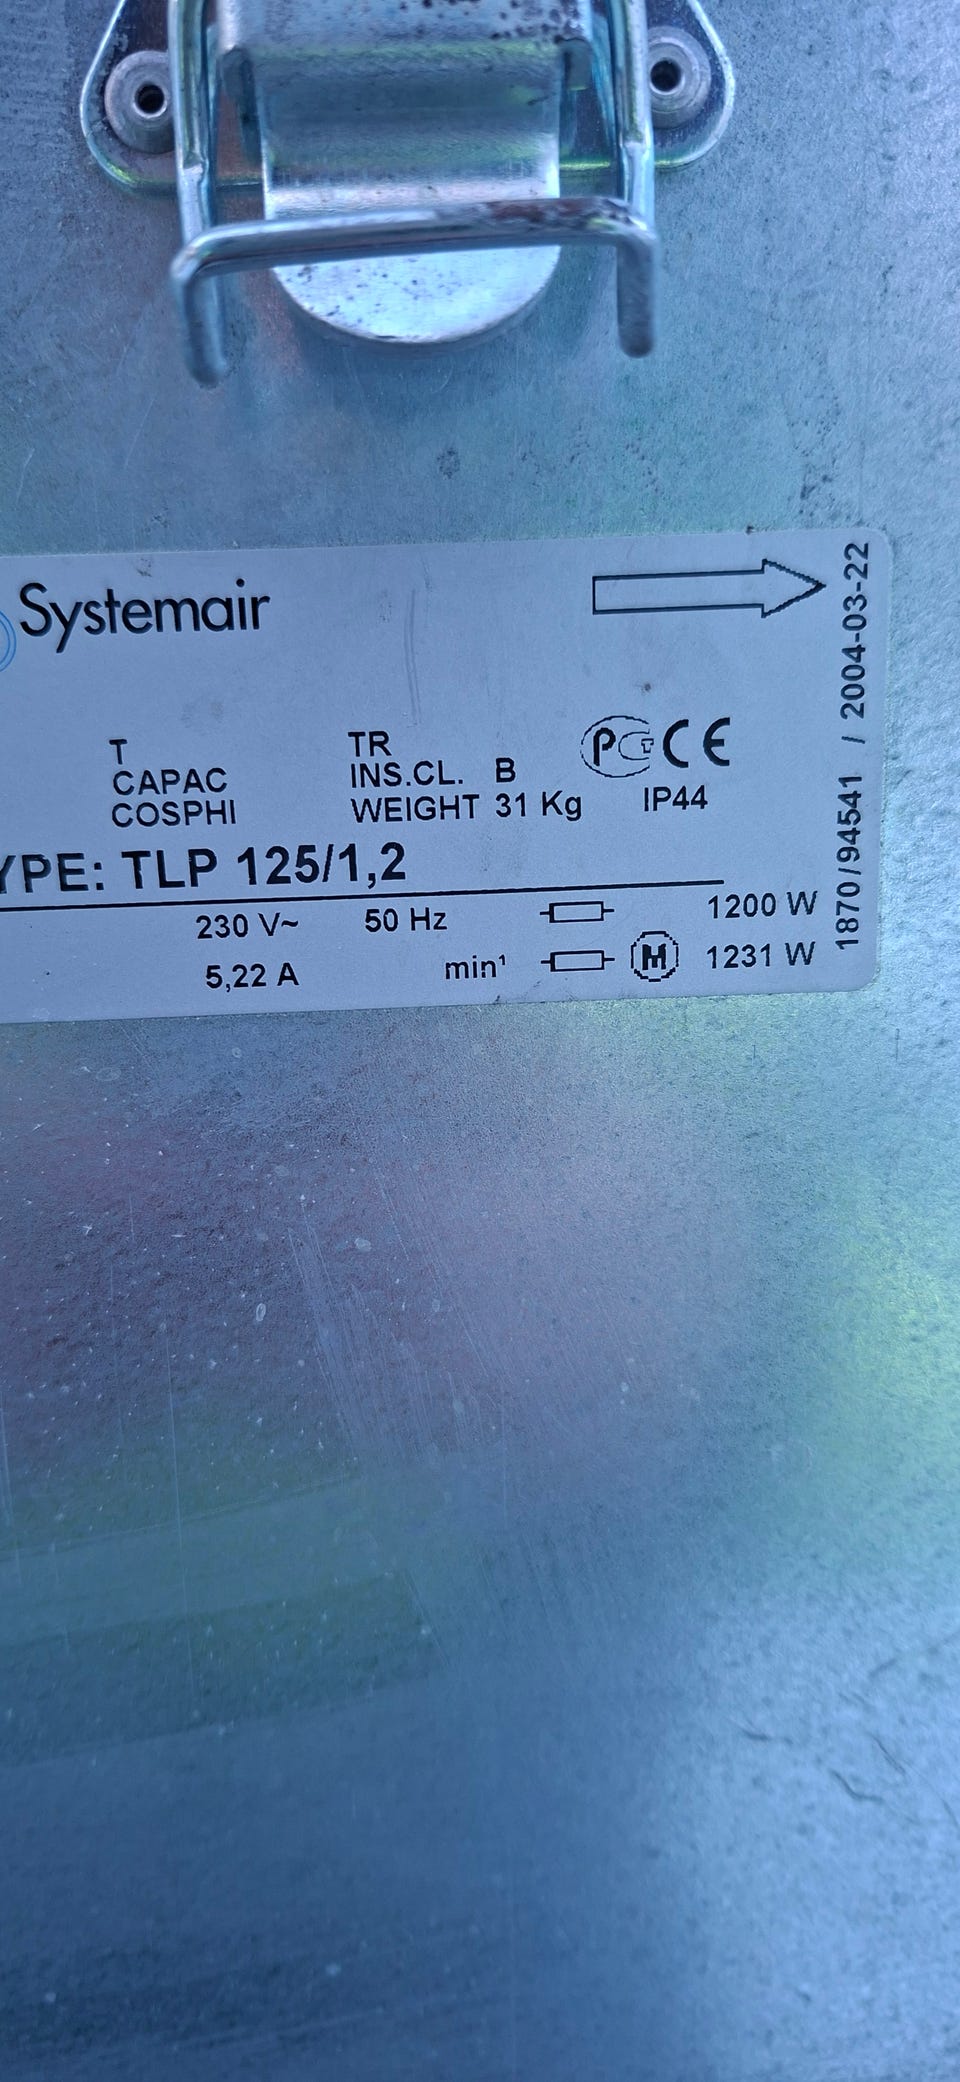 Systemair
T
CAPAC
COSPHI
TR
INS.CL. B
WEIGHT 31 Kg
CE
IP44
YPE: TLP 125/1,2
230 V~ 50 Hz 1200 W
5,22 A min¹ M 1231 W
1870/94541 / 2004-03-22